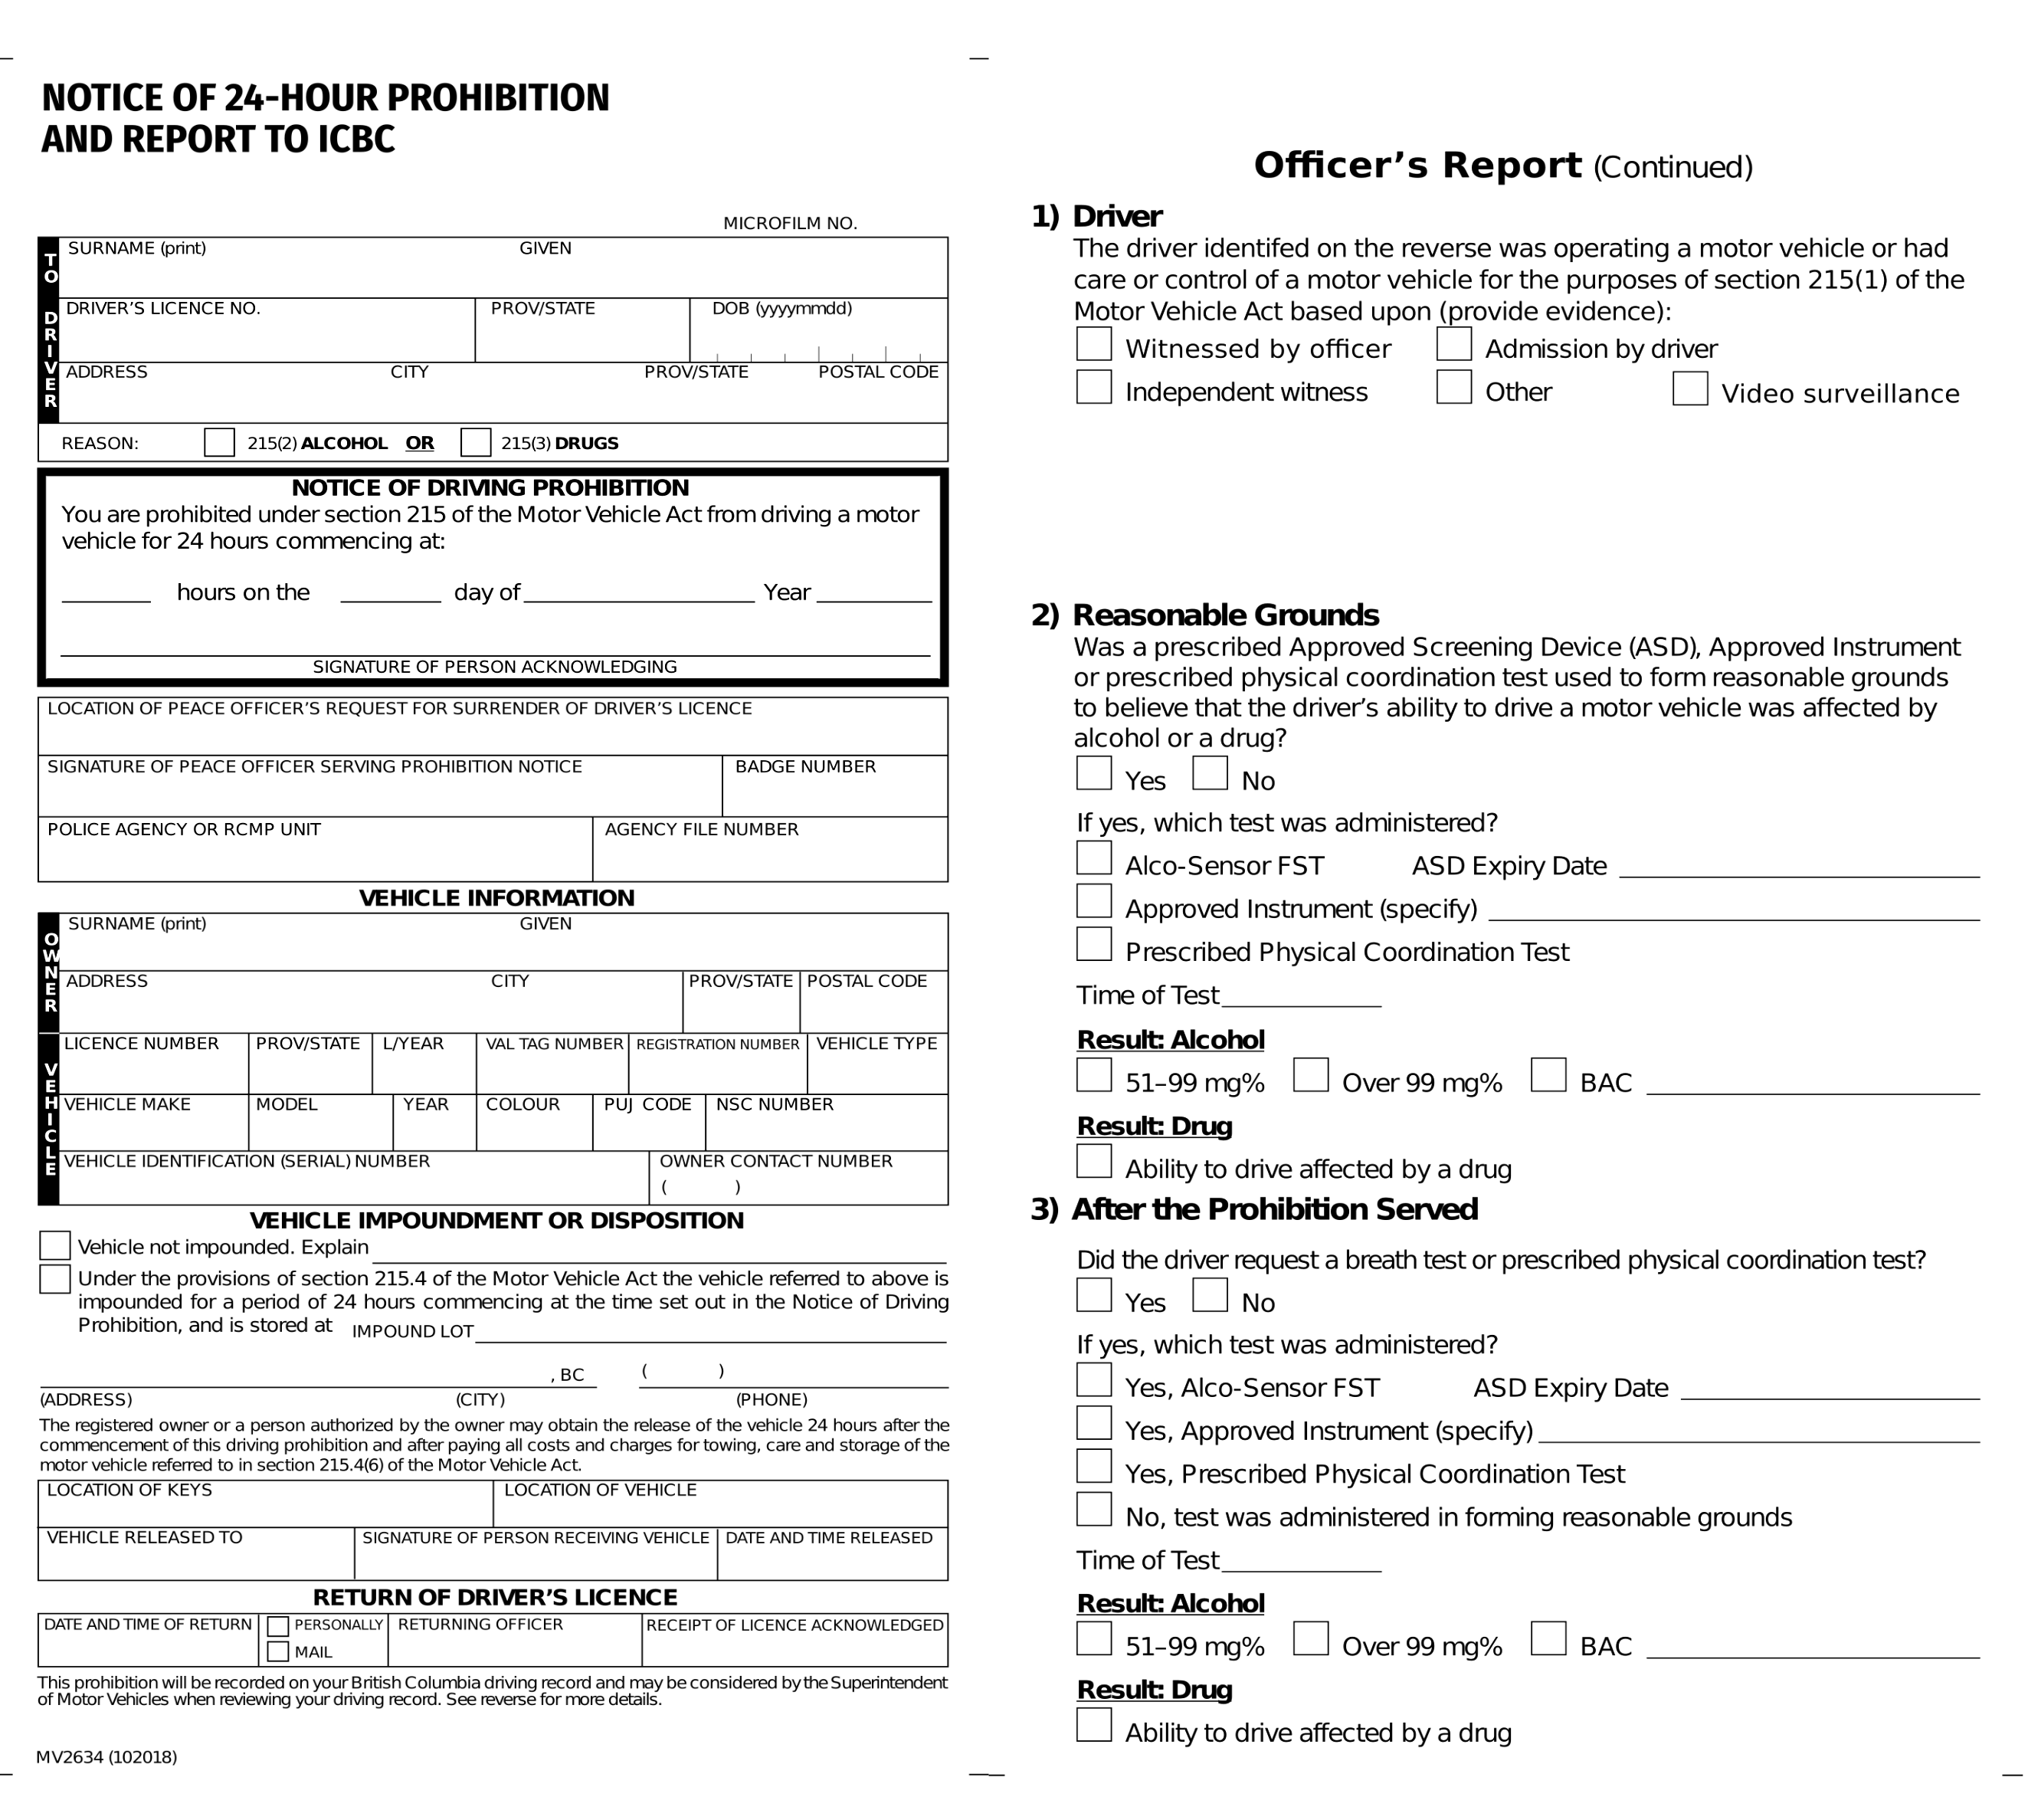 NOTICE OF 24-HOUR PROHIBITION
AND REPORT TO ICBC
MICROFILM NO.
TO DRIVER
SURNAME (print) GIVEN
DRIVER’S LICENCE NO. PROV/STATE DOB (yyyymmdd)
ADDRESS CITY PROV/STATE POSTAL CODE
REASON: 215(2) ALCOHOL OR 215(3) DRUGS
NOTICE OF DRIVING PROHIBITION
You are prohibited under section 215 of the Motor Vehicle Act from driving a motor
vehicle for 24 hours commencing at:
hours on the day of Year
SIGNATURE OF PERSON ACKNOWLEDGING
LOCATION OF PEACE OFFICER’S REQUEST FOR SURRENDER OF DRIVER’S LICENCE
SIGNATURE OF PEACE OFFICER SERVING PROHIBITION NOTICE BADGE NUMBER
POLICE AGENCY OR RCMP UNIT AGENCY FILE NUMBER
VEHICLE INFORMATION
OWNER
SURNAME (print) GIVEN
ADDRESS CITY PROV/STATE POSTAL CODE
VEHICLE
LICENCE NUMBER PROV/STATE L/YEAR VAL TAG NUMBER REGISTRATION NUMBER VEHICLE TYPE
VEHICLE MAKE MODEL YEAR COLOUR PUJ CODE NSC NUMBER
VEHICLE IDENTIFICATION (SERIAL) NUMBER OWNER CONTACT NUMBER
( )
VEHICLE IMPOUNDMENT OR DISPOSITION
Vehicle not impounded. Explain
Under the provisions of section 215.4 of the Motor Vehicle Act the vehicle referred to above is
impounded for a period of 24 hours commencing at the time set out in the Notice of Driving
Prohibition, and is stored at IMPOUND LOT
, BC ( )
(ADDRESS) (CITY) (PHONE)
The registered owner or a person authorized by the owner may obtain the release of the vehicle 24 hours after the
commencement of this driving prohibition and after paying all costs and charges for towing, care and storage of the
motor vehicle referred to in section 215.4(6) of the Motor Vehicle Act.
LOCATION OF KEYS LOCATION OF VEHICLE
VEHICLE RELEASED TO SIGNATURE OF PERSON RECEIVING VEHICLE DATE AND TIME RELEASED
RETURN OF DRIVER’S LICENCE
DATE AND TIME OF RETURN PERSONALLY RETURNING OFFICER RECEIPT OF LICENCE ACKNOWLEDGED
MAIL
This prohibition will be recorded on your British Columbia driving record and may be considered by the Superintendent
of Motor Vehicles when reviewing your driving record. See reverse for more details.
MV2634 (102018)
Officer’s Report (Continued)
1) Driver
The driver identifed on the reverse was operating a motor vehicle or had
care or control of a motor vehicle for the purposes of section 215(1) of the
Motor Vehicle Act based upon (provide evidence):
Witnessed by officer Admission by driver
Independent witness Other Video surveillance
2) Reasonable Grounds
Was a prescribed Approved Screening Device (ASD), Approved Instrument
or prescribed physical coordination test used to form reasonable grounds
to believe that the driver’s ability to drive a motor vehicle was affected by
alcohol or a drug?
Yes No
If yes, which test was administered?
Alco-Sensor FST ASD Expiry Date
Approved Instrument (specify)
Prescribed Physical Coordination Test
Time of Test
Result: Alcohol
51–99 mg% Over 99 mg% BAC
Result: Drug
Ability to drive affected by a drug
3) After the Prohibition Served
Did the driver request a breath test or prescribed physical coordination test?
Yes No
If yes, which test was administered?
Yes, Alco-Sensor FST ASD Expiry Date
Yes, Approved Instrument (specify)
Yes, Prescribed Physical Coordination Test
No, test was administered in forming reasonable grounds
Time of Test
Result: Alcohol
51–99 mg% Over 99 mg% BAC
Result: Drug
Ability to drive affected by a drug